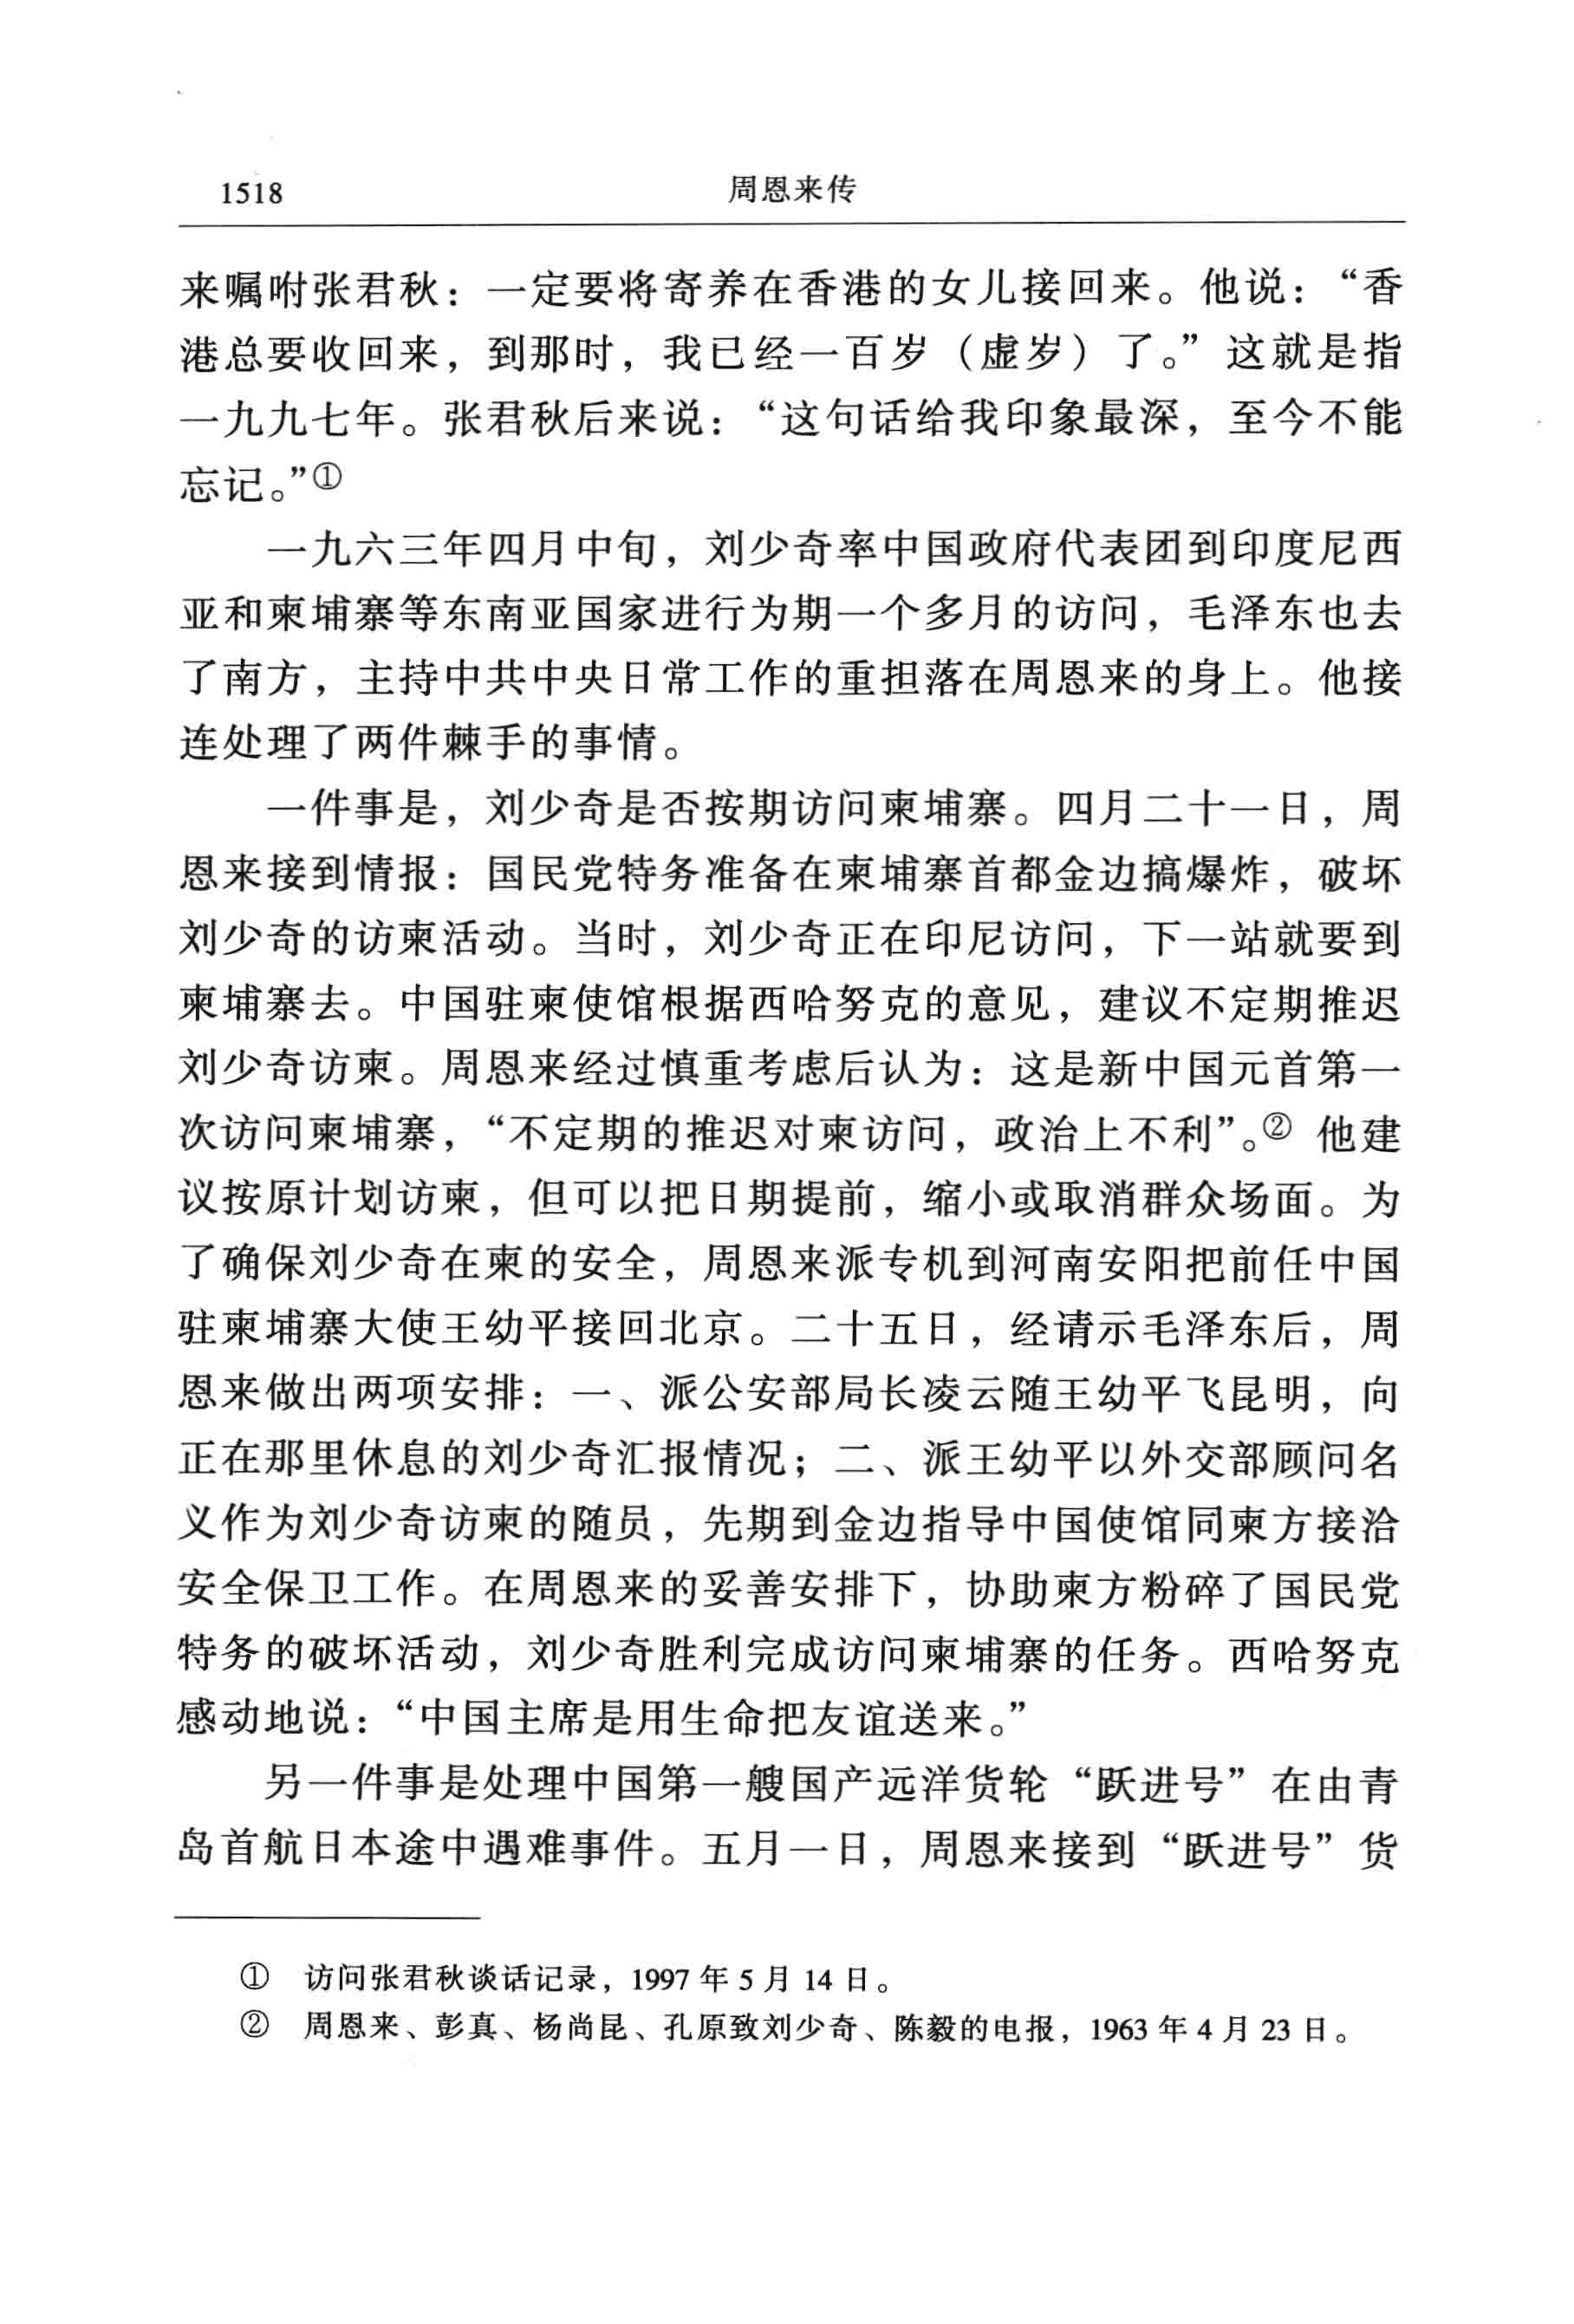 1518 周恩来传
来嘱咐张君秋：一定要将寄养在香港的女儿接回来。他说：“香
港总要收回来，到那时，我已经一百岁（虚岁）了。”这就是指
一九九七年。张君秋后来说：“这句话给我印象最深，至今不能
忘记。”①
一九六三年四月中旬，刘少奇率中国政府代表团到印度尼西
亚和柬埔寨等东南亚国家进行为期一个多月的访问，毛泽东也去
了南方，主持中共中央日常工作的重担落在周恩来的身上。他接
连处理了两件棘手的事情。
一件事是，刘少奇是否按期访问柬埔寨。四月二十一日，周
恩来接到情报：国民党特务准备在柬埔寨首都金边搞爆炸，破坏
刘少奇的访柬活动。当时，刘少奇正在印尼访问，下一站就要到
柬埔寨去。中国驻柬使馆根据西哈努克的意见，建议不定期推迟
刘少奇访柬。周恩来经过慎重考虑后认为：这是新中国元首第一
次访问柬埔寨，“不定期的推迟对柬访问，政治上不利”。② 他建
议按原计划访柬，但可以把日期提前，缩小或取消群众场面。为
了确保刘少奇在柬的安全，周恩来派专机到河南安阳把前任中国
驻柬埔寨大使王幼平接回北京。二十五日，经请示毛泽东后，周
恩来做出两项安排：一、派公安部局长凌云随王幼平飞昆明，向
正在那里休息的刘少奇汇报情况；二、派王幼平以外交部顾问名
义作为刘少奇访柬的随员，先期到金边指导中国使馆同柬方接洽
安全保卫工作。在周恩来的妥善安排下，协助柬方粉碎了国民党
特务的破坏活动，刘少奇胜利完成访问柬埔寨的任务。西哈努克
感动地说：“中国主席是用生命把友谊送来。”
另一件事是处理中国第一艘国产远洋货轮“跃进号”在由青
岛首航日本途中遇难事件。五月一日，周恩来接到“跃进号”货
① 访问张君秋谈话记录，1997 年 5 月 14 日。
② 周恩来、彭真、杨尚昆、孔原致刘少奇、陈毅的电报，1963 年 4 月 23 日。